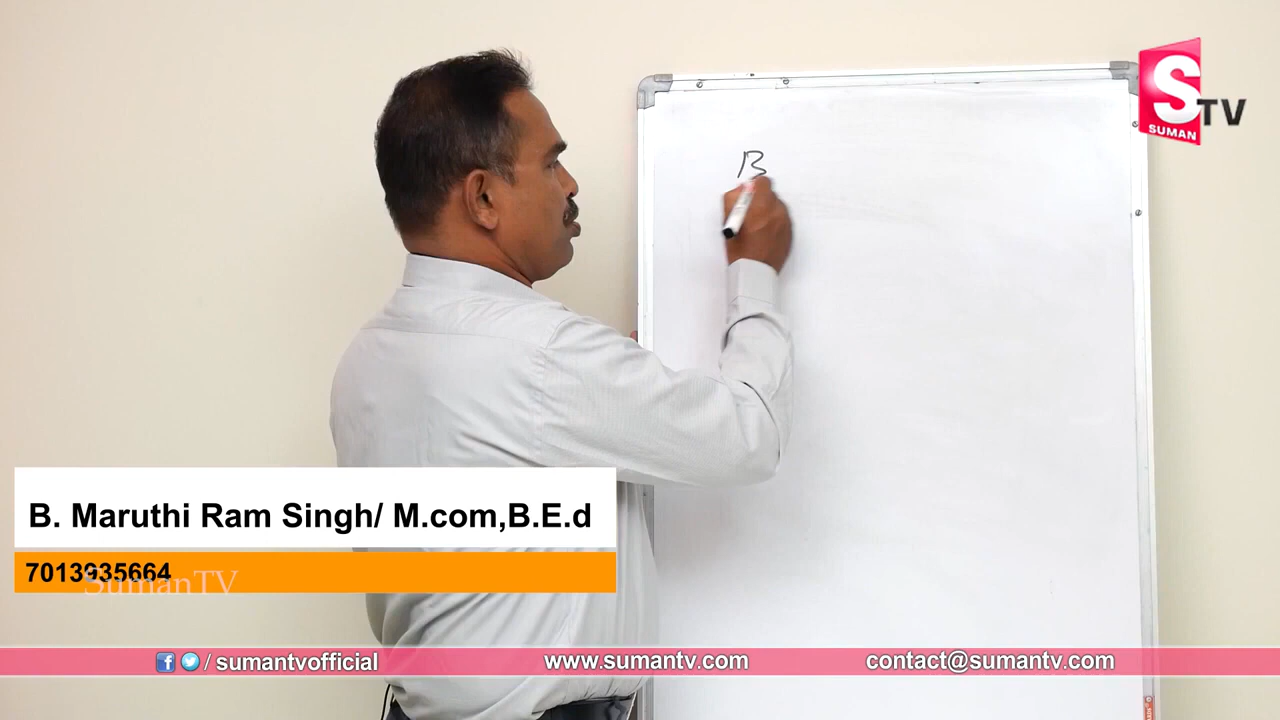 S
TV
SUMAN
B
B. Maruthi Ram Singh/ M.com,B.E.d
7013935664
SumanTV
/ sumantvofficial
www.sumantv.com
contact@sumantv.com